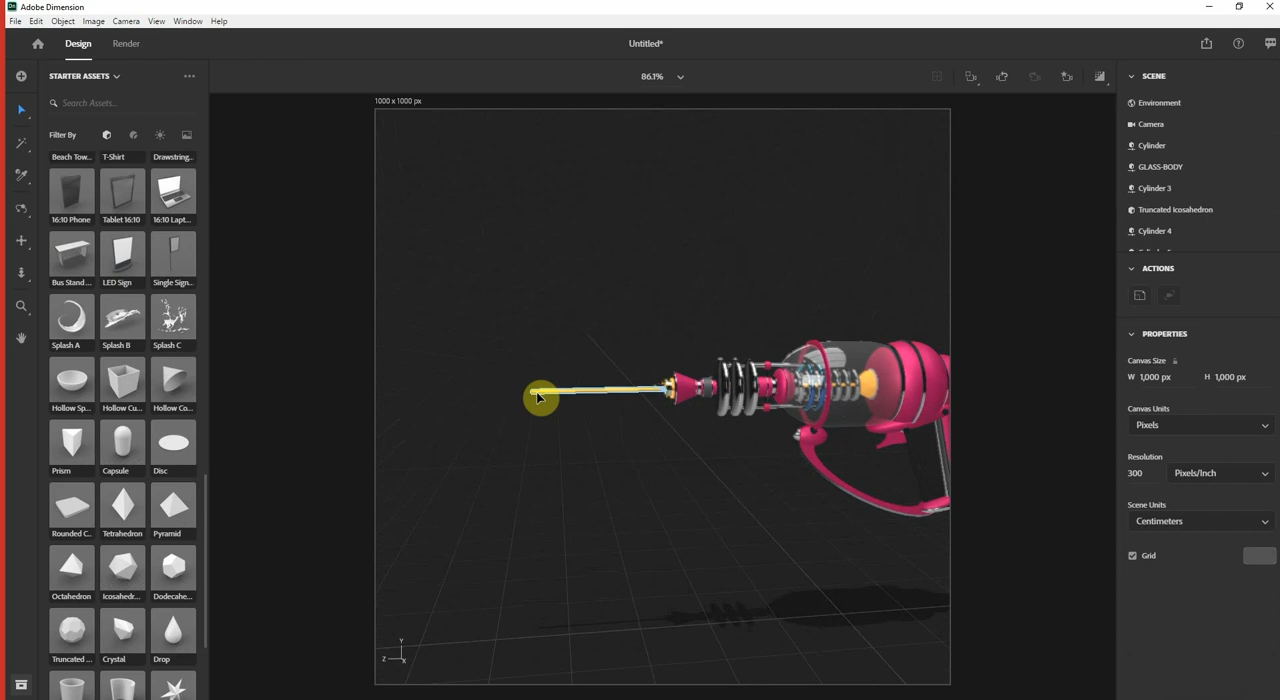 Dn Adobe Dimension
File Edit Object Image Camera View Window Help
Design Render Untitled*
STARTER ASSETS 86.1% SCENE
1000 x 1000 px
Search Assets...
Environment
Filter By
Camera
Beach Tow... T-Shirt Drawstring...
Cylinder
GLASS-BODY
Cylinder 3
Truncated Icosahedron
16:10 Phone Tablet 16:10 16:10 Lapt...
Cylinder 4
ACTIONS
Bus Stand ... LED Sign Single Sign...
PROPERTIES
Splash A Splash B Splash C
Canvas Size
W 1,000 px H 1,000 px
Hollow Sp... Hollow Cu... Hollow Co...
Canvas Units
Pixels
Resolution
Prism Capsule Disc
300 Pixels/Inch
Scene Units
Centimeters
Rounded C... Tetrahedron Pyramid
Grid
Octahedron Icosahedr... Dodecahe...
Y
Z X
Truncated ... Crystal Drop